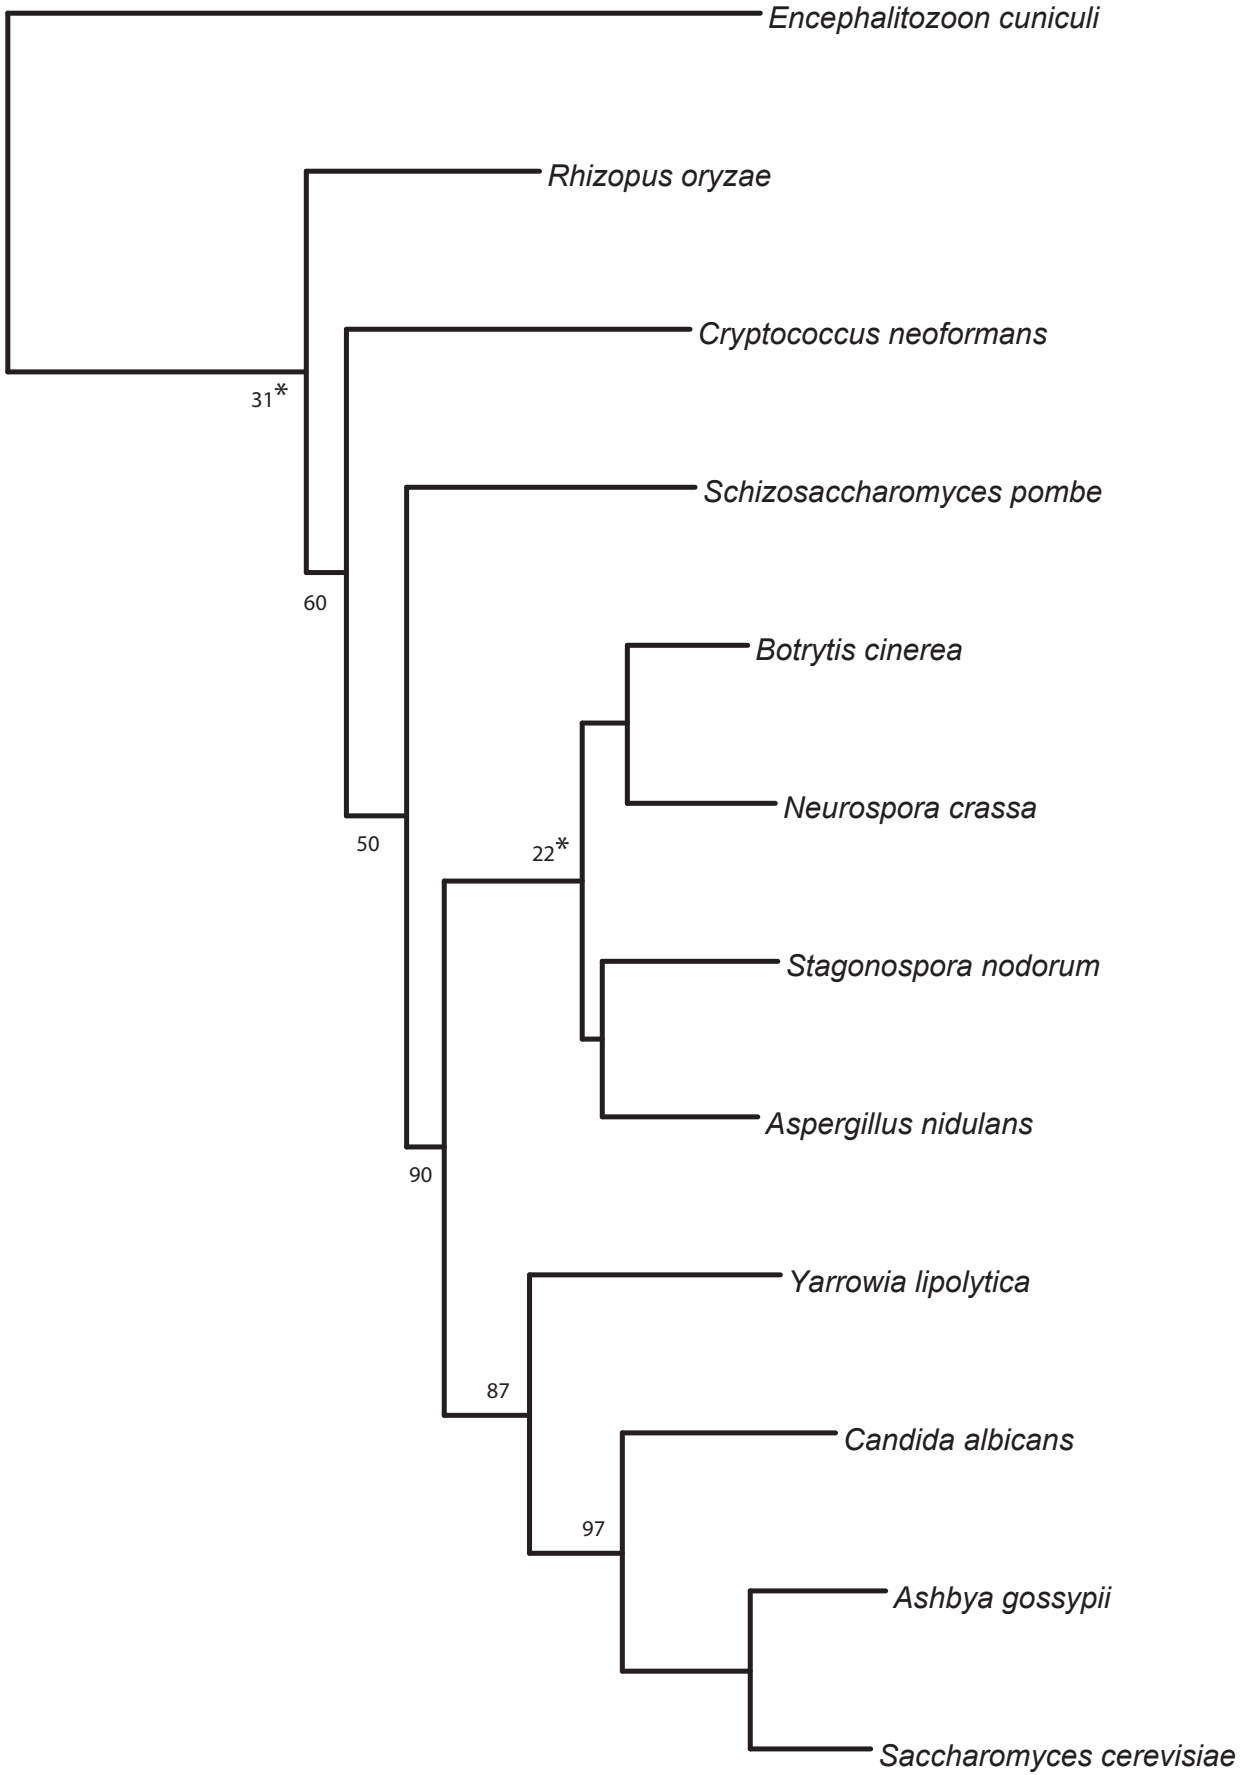 Encephalitozoon cuniculi
Rhizopus oryzae
Cryptococcus neoformans
31*
Schizosaccharomyces pombe
60
Botrytis cinerea
Neurospora crassa
50
22*
Stagonospora nodorum
Aspergillus nidulans
90
Yarrowia lipolytica
87
Candida albicans
97
Ashbya gossypii
Saccharomyces cerevisiae